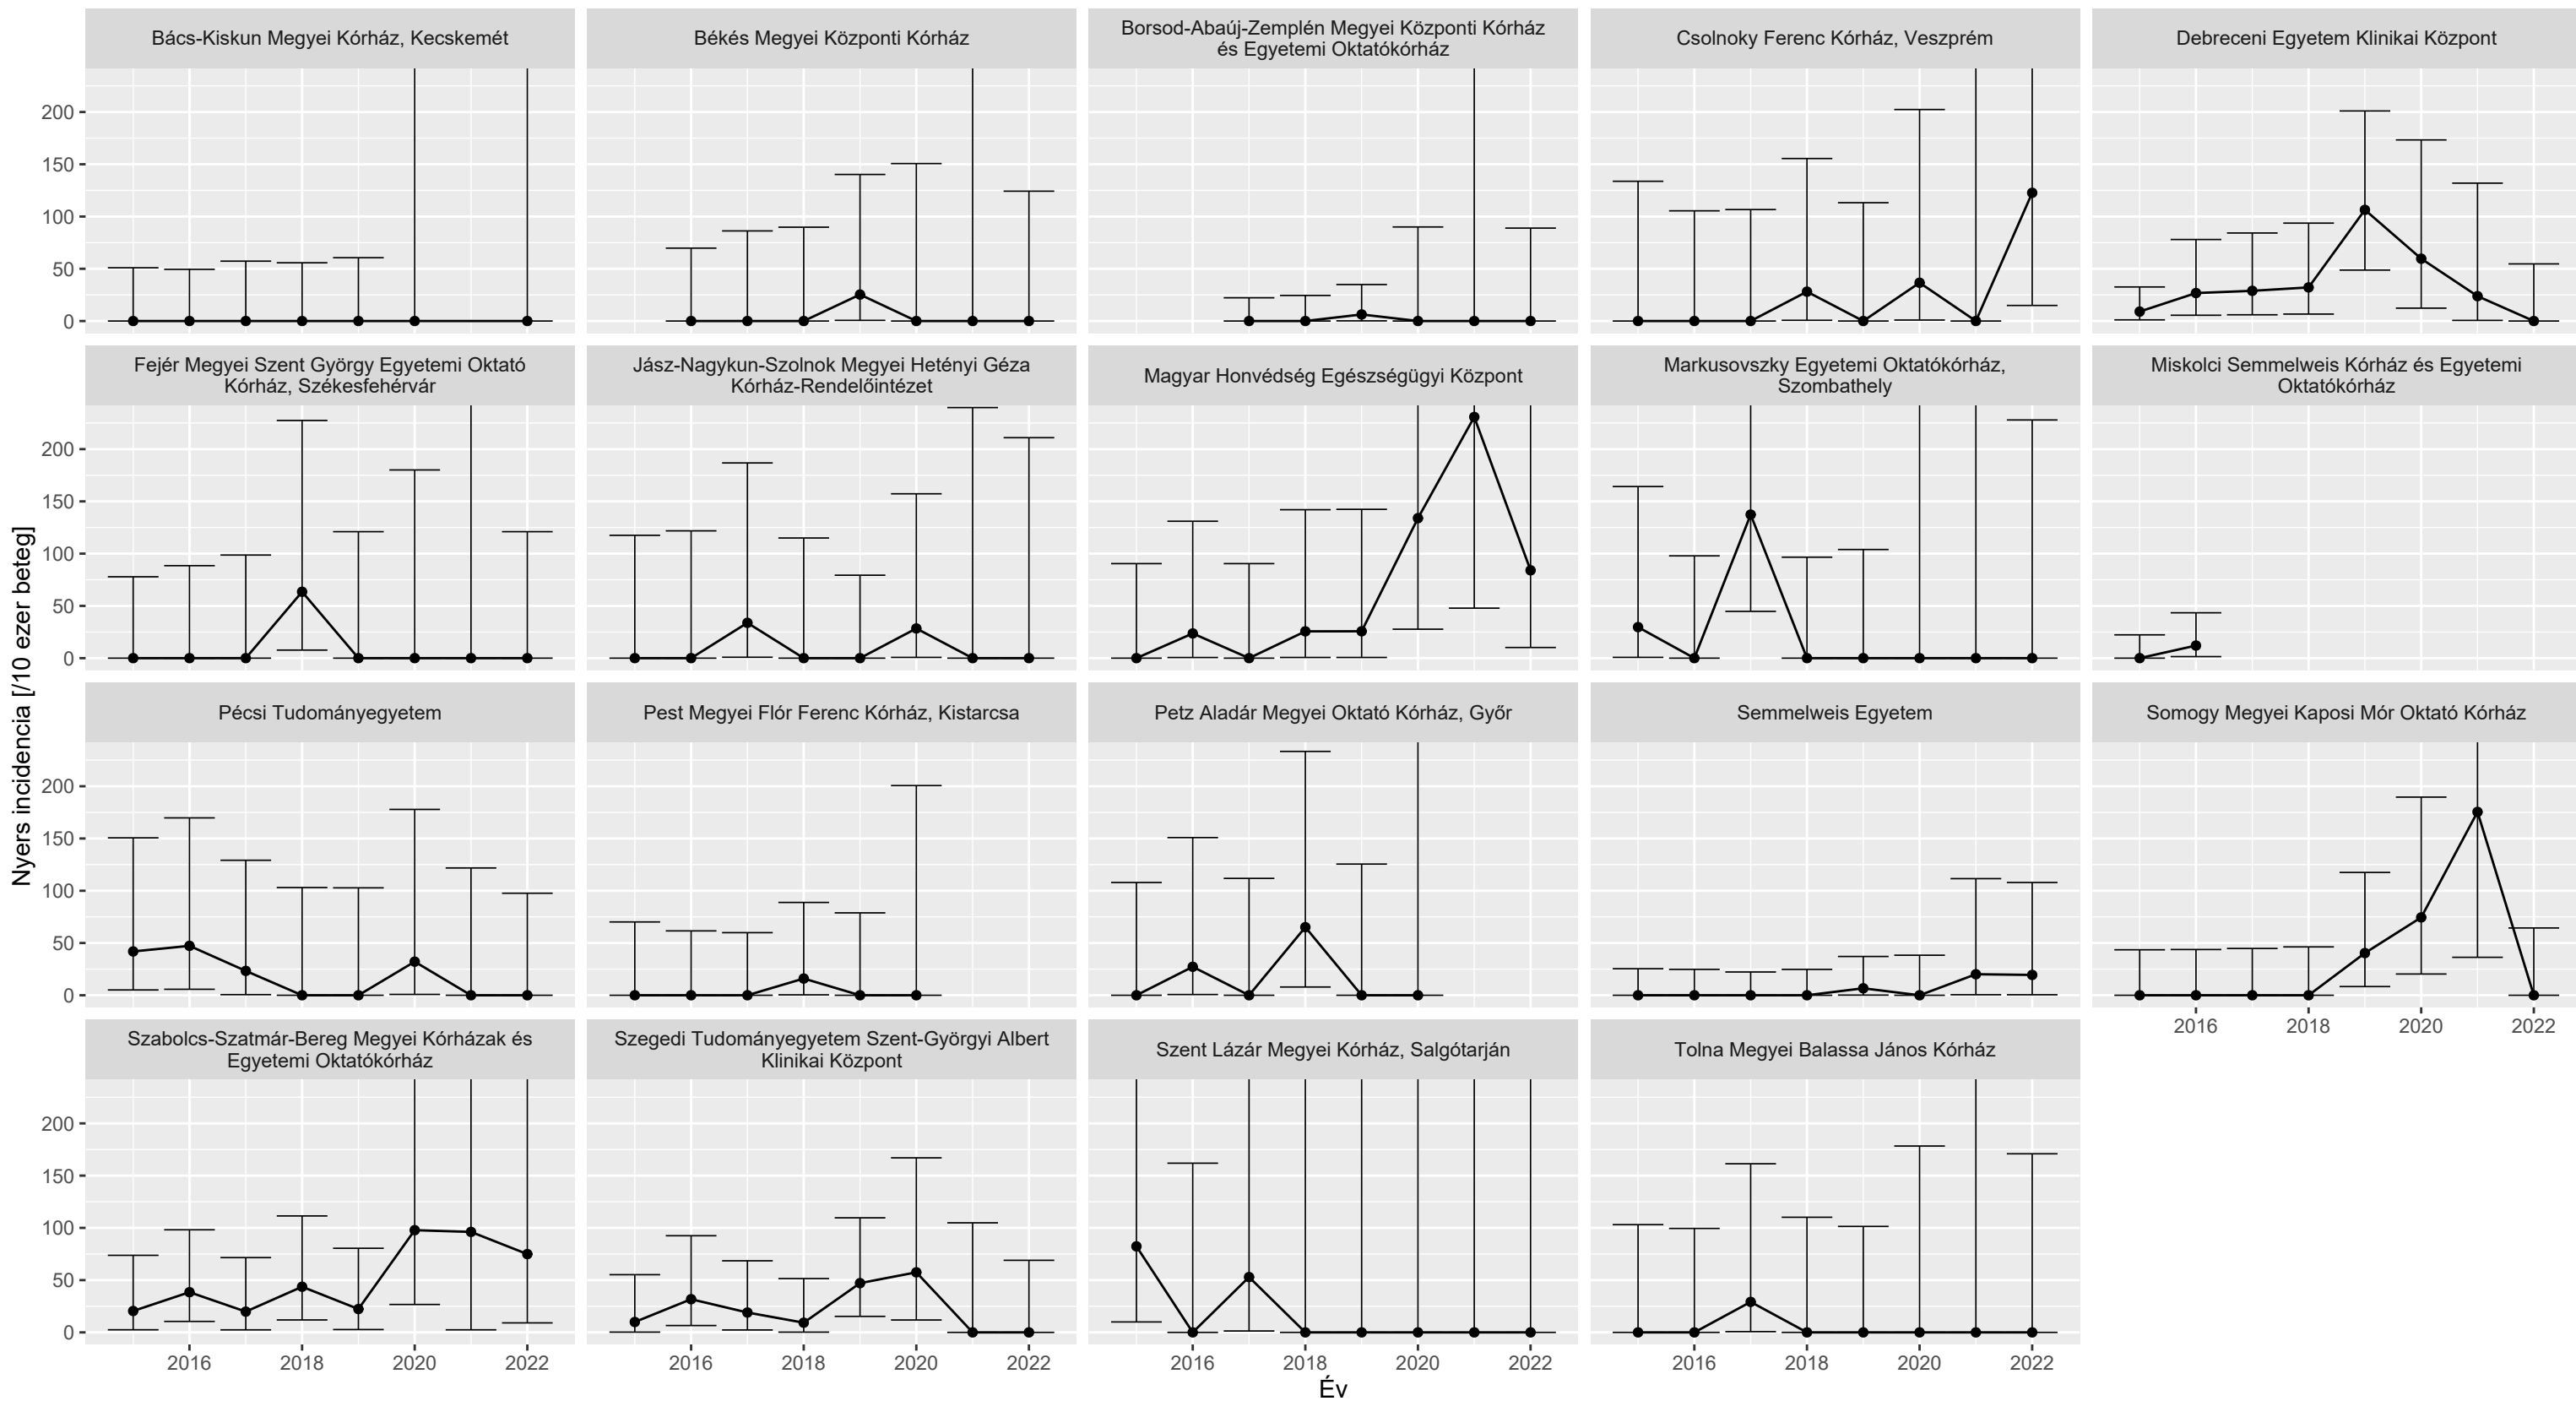 Bács-Kiskun Megyei Kórház, Kecskemét
Békés Megyei Központi Kórház
Borsod-Abaúj-Zemplén Megyei Központi Kórház
és Egyetemi Oktatókórház
Csolnoky Ferenc Kórház, Veszprém
Debreceni Egyetem Klinikai Központ
200
150
100
50
0
Fejér Megyei Szent György Egyetemi Oktató
Kórház, Székesfehérvár
Jász-Nagykun-Szolnok Megyei Hetényi Géza
Kórház-Rendelőintézet
Magyar Honvédség Egészségügyi Központ
Markusovszky Egyetemi Oktatókórház,
Szombathely
Miskolci Semmelweis Kórház és Egyetemi
Oktatókórház
200
150
100
50
0
Nyers incidencia [/10 ezer beteg]
Pécsi Tudományegyetem
Pest Megyei Flór Ferenc Kórház, Kistarcsa
Petz Aladár Megyei Oktató Kórház, Győr
Semmelweis Egyetem
Somogy Megyei Kaposi Mór Oktató Kórház
200
150
100
50
0
2016 2018 2020 2022
Szabolcs-Szatmár-Bereg Megyei Kórházak és
Egyetemi Oktatókórház
Szegedi Tudományegyetem Szent-Györgyi Albert
Klinikai Központ
Szent Lázár Megyei Kórház, Salgótarján
Tolna Megyei Balassa János Kórház
200
150
100
50
0
2016 2018 2020 2022
2016 2018 2020 2022
2016 2018 2020 2022
2016 2018 2020 2022
Év